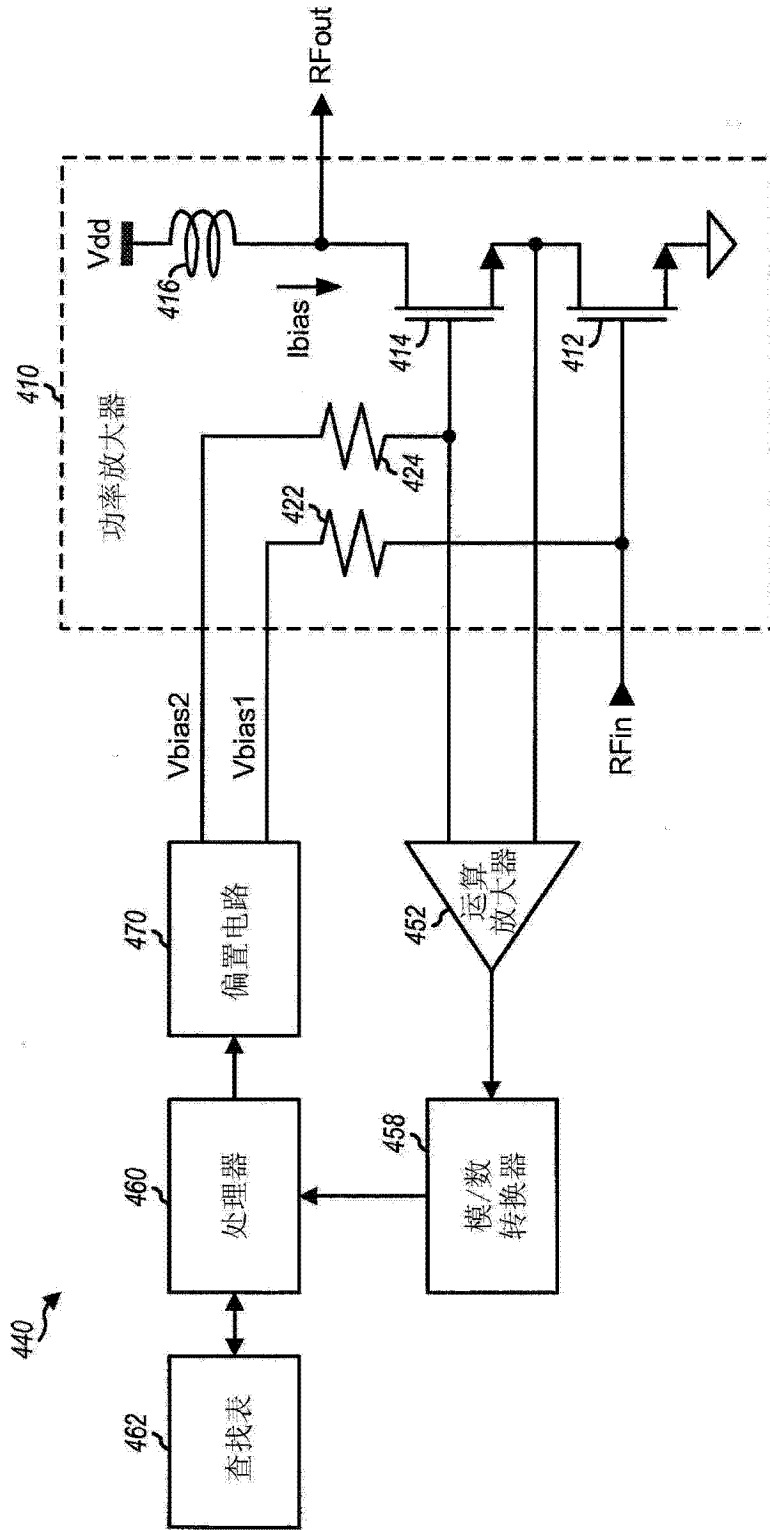 410
功率放大器
Vdd
416
RFout
Ibias
414
412
424
422
Vbias2
Vbias1
RFin
470
偏置电路
452
运算
放大器
460
处理器
458
模/数
转换器
440
462
查找表